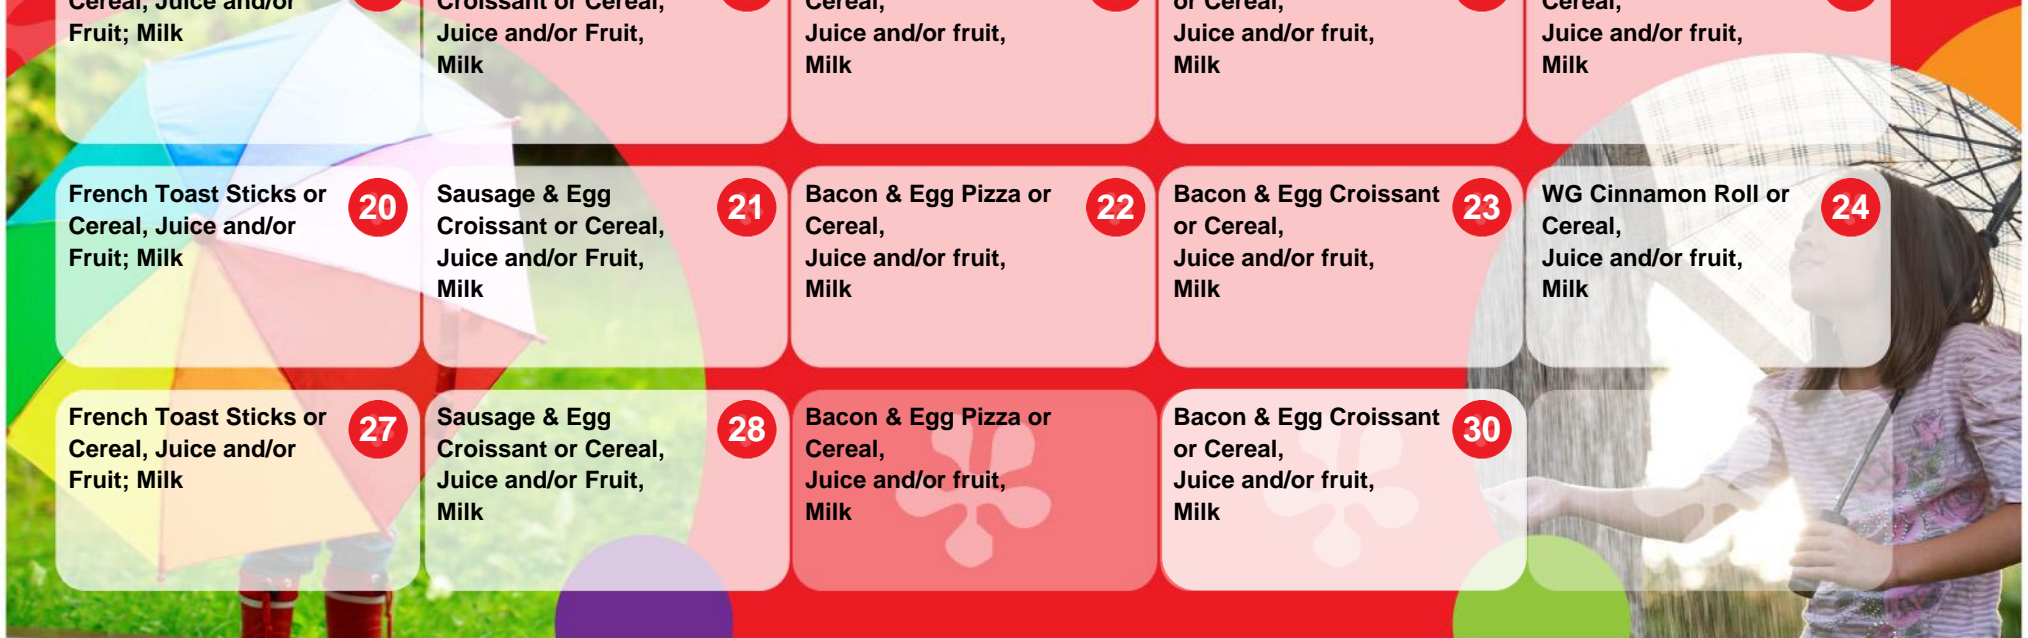 Cereal, Juice and/or
Fruit; Milk
Croissant or Cereal,
Juice and/or Fruit,
Milk
Cereal,
Juice and/or fruit,
Milk
or Cereal,
Juice and/or fruit,
Milk
Cereal,
Juice and/or fruit,
Milk
French Toast Sticks or
Cereal, Juice and/or
Fruit; Milk
20
Sausage & Egg
Croissant or Cereal,
Juice and/or Fruit,
Milk
21
Bacon & Egg Pizza or
Cereal,
Juice and/or fruit,
Milk
22
Bacon & Egg Croissant
or Cereal,
Juice and/or fruit,
Milk
23
WG Cinnamon Roll or
Cereal,
Juice and/or fruit,
Milk
24
French Toast Sticks or
Cereal, Juice and/or
Fruit; Milk
27
Sausage & Egg
Croissant or Cereal,
Juice and/or Fruit,
Milk
28
Bacon & Egg Pizza or
Cereal,
Juice and/or fruit,
Milk
Bacon & Egg Croissant
or Cereal,
Juice and/or fruit,
Milk
30